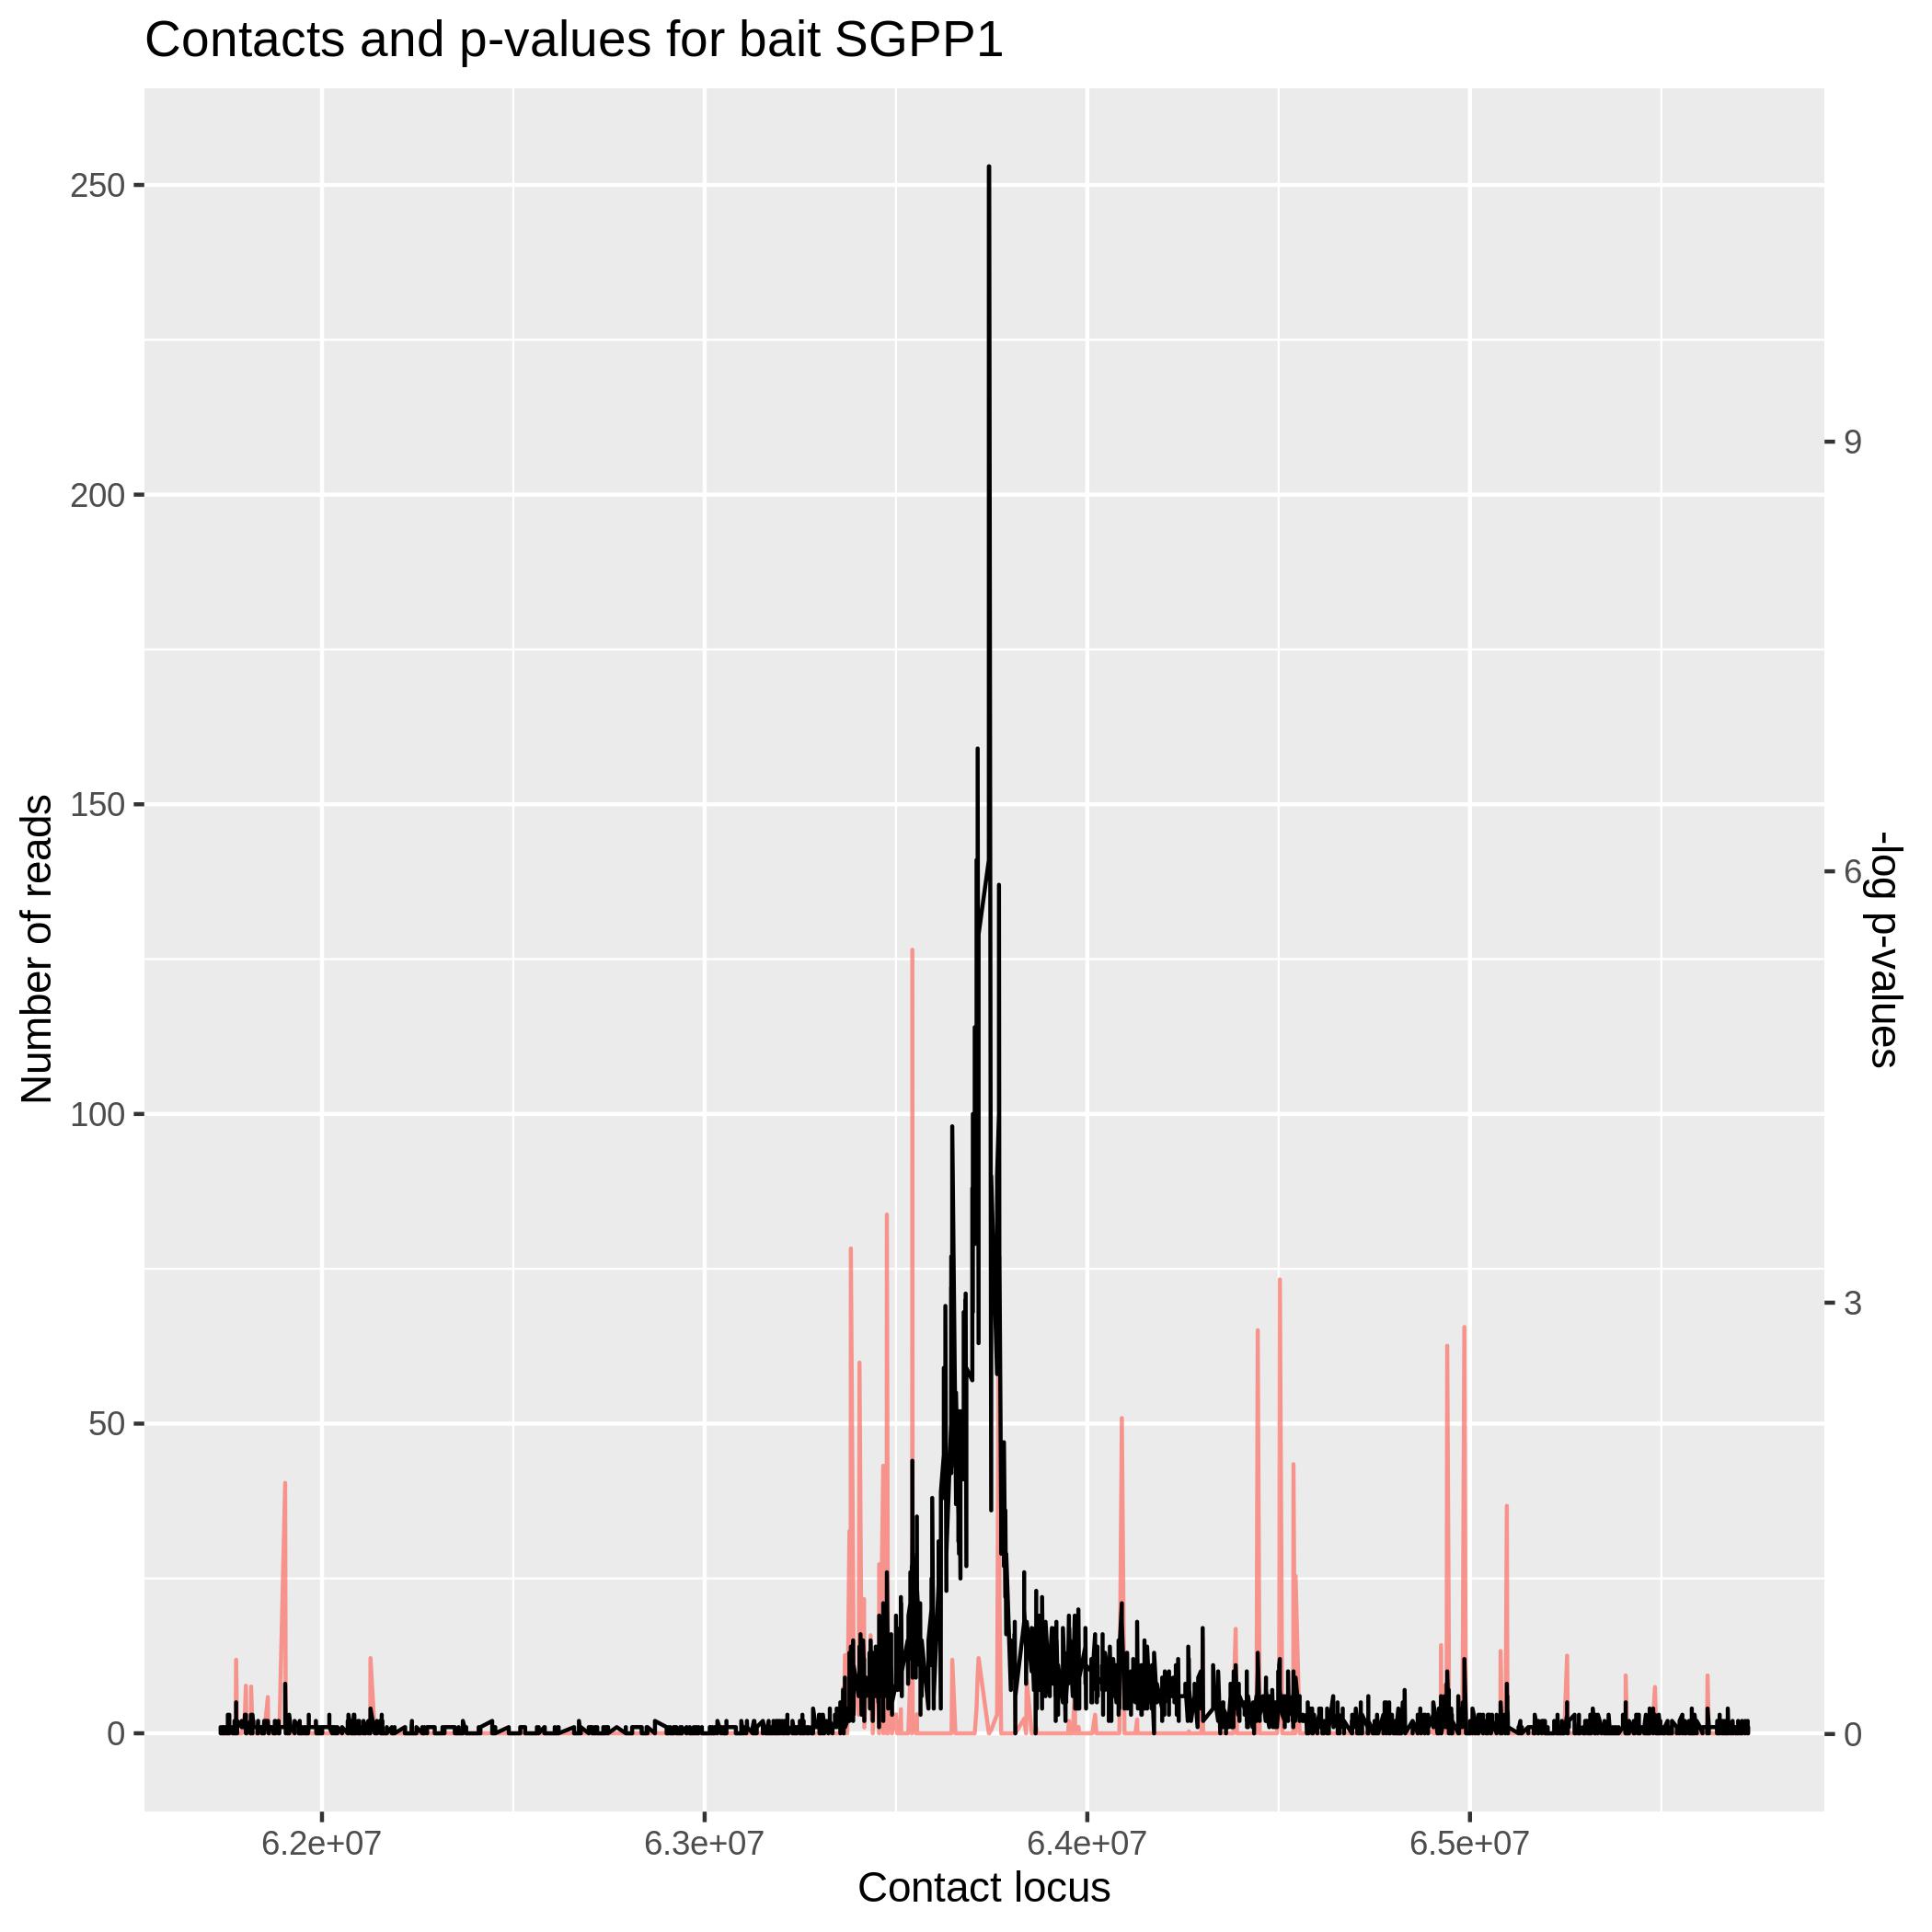 Contacts and p-values for bait SGPP1
250
200
150
100
50
0
Number of reads
9
6
3
0
-log p-values
6.2e+07 6.3e+07 6.4e+07 6.5e+07
Contact locus